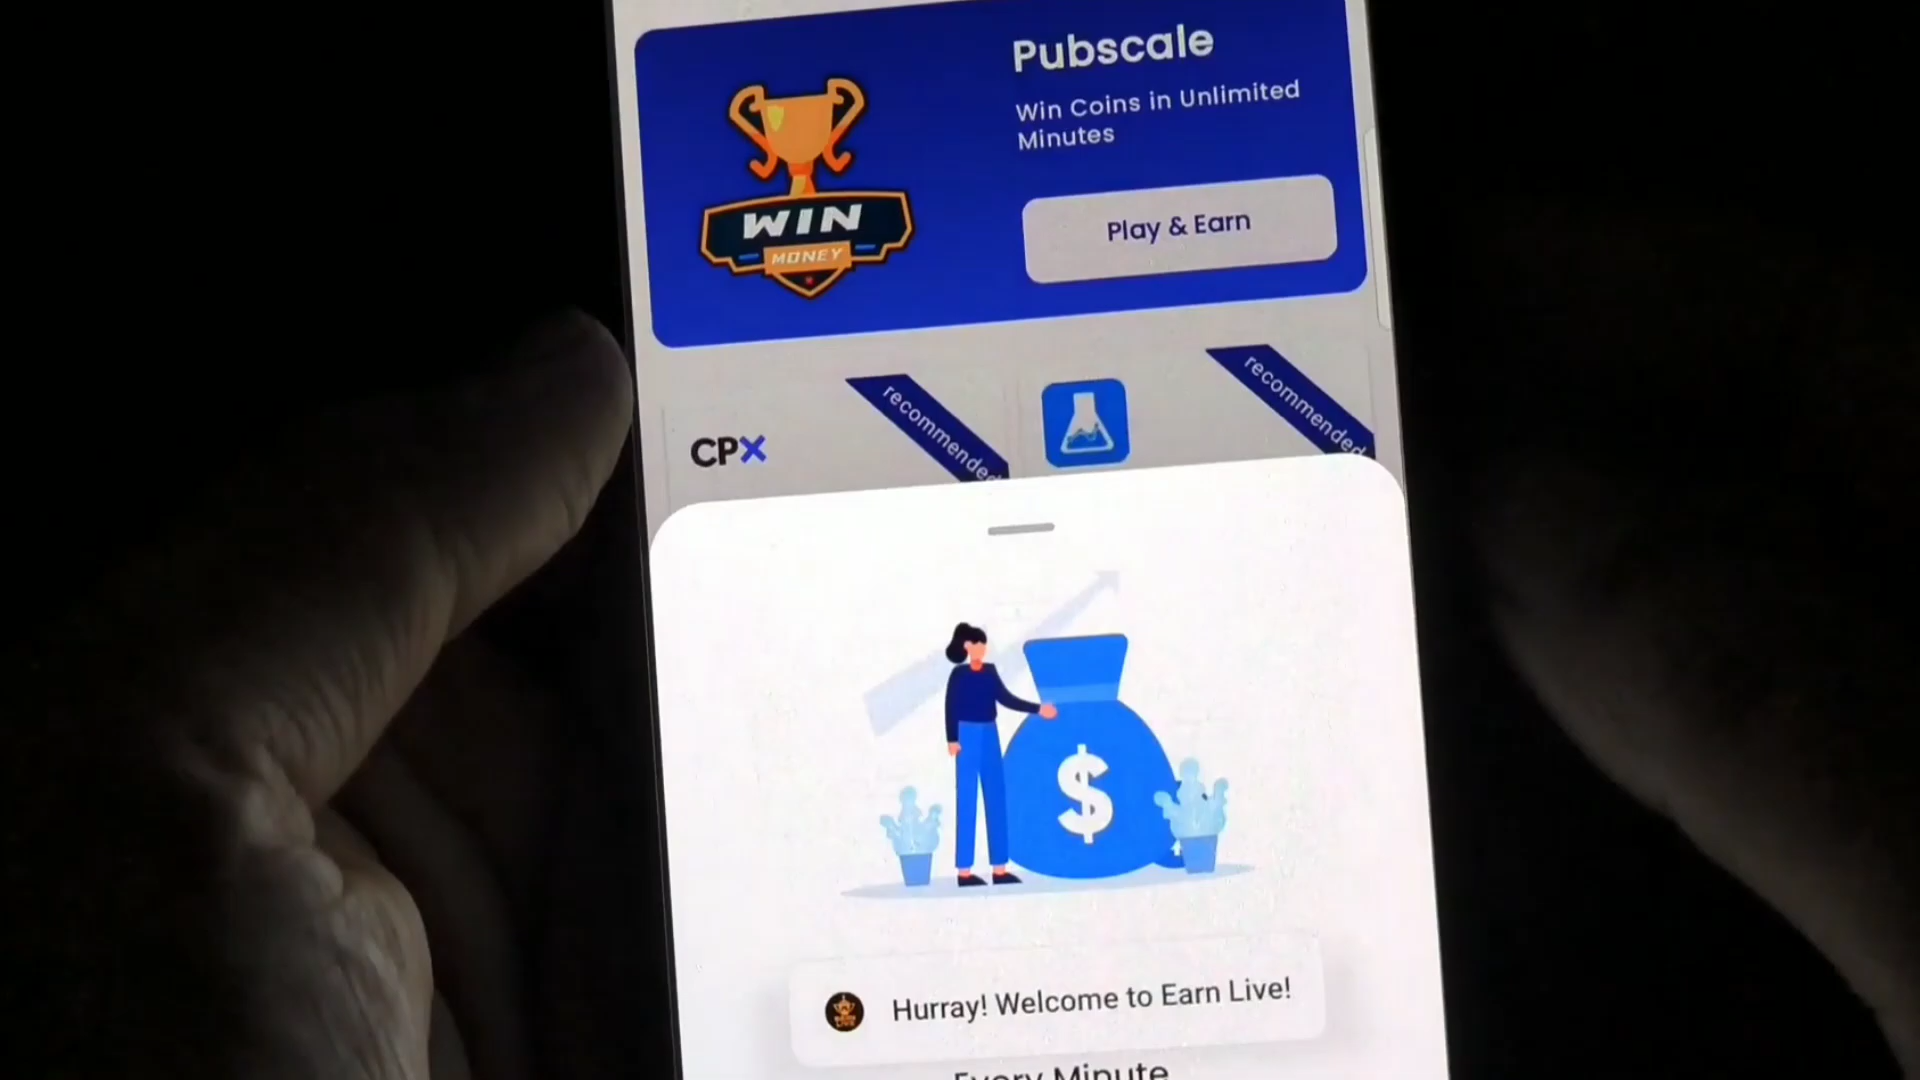 Pubscale
Win Coins in Unlimited
Minutes
WIN
MONEY
Play & Earn
recommended
recommended
CPX
$
Hurray! Welcome to Earn Live!
Every Minute